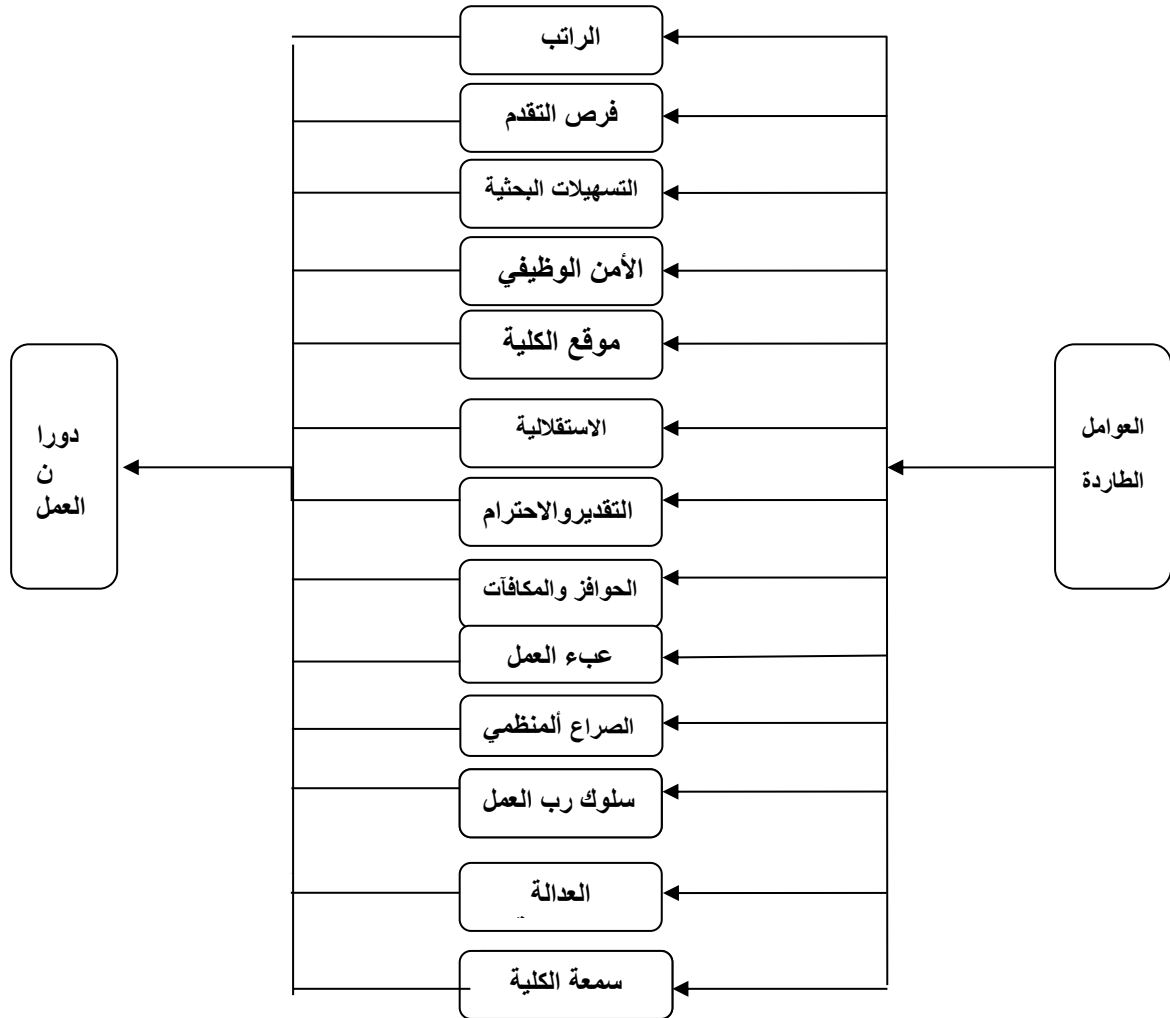 العوامل
الطاردة
الراتب
فرص التقدم
التسهيلات البحثية
الأمن الوظيفي
موقع الكلية
الاستقلالية
التقديروالاحترام
الحوافز والمكافآت
عبء العمل
الصراع ألمنظمي
سلوك رب العمل
العدالة
سمعة الكلية
دورا
ن
العمل